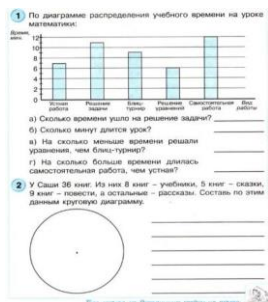 1 По диаграмме распределения учебного времени на уроке
математики:
Время,
мин.
12
10
8
6
4
2
0
Устная работа
Решение задачи
Блиц-турнир
Решение уравнений
Самостоятельная работа
Вид работы
а) Сколько времени ушло на решение задачи?
б) Сколько минут длится урок?
в) На сколько меньше времени решали
уравнения, чем блиц-турнир?
г) На сколько больше времени длилась
самостоятельная работа, чем устная?
2 У Саши 36 книг. Из них 8 книг – учебники, 5 книг – сказки,
9 книг – повести, а остальные – рассказы. Составь по этим
данным круговую диаграмму.